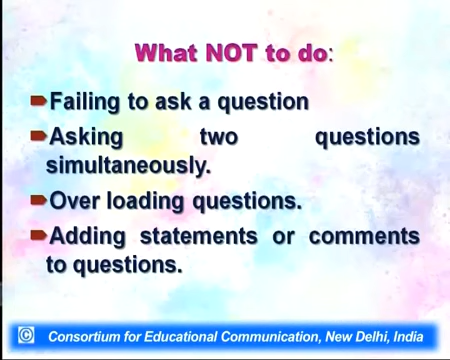 What NOT to do:
Failing to ask a question
Asking two questions
simultaneously.
Over loading questions.
Adding statements or comments
to questions.
© Consortium for Educational Communication, New Delhi, India